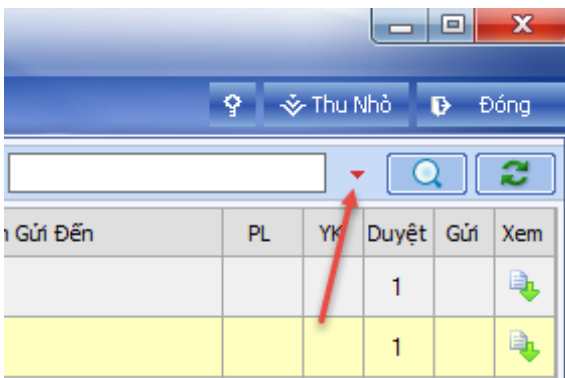 Thu Nhỏ Đóng
Gửi Đến PL YK Duyệt Gửi Xem
1
1